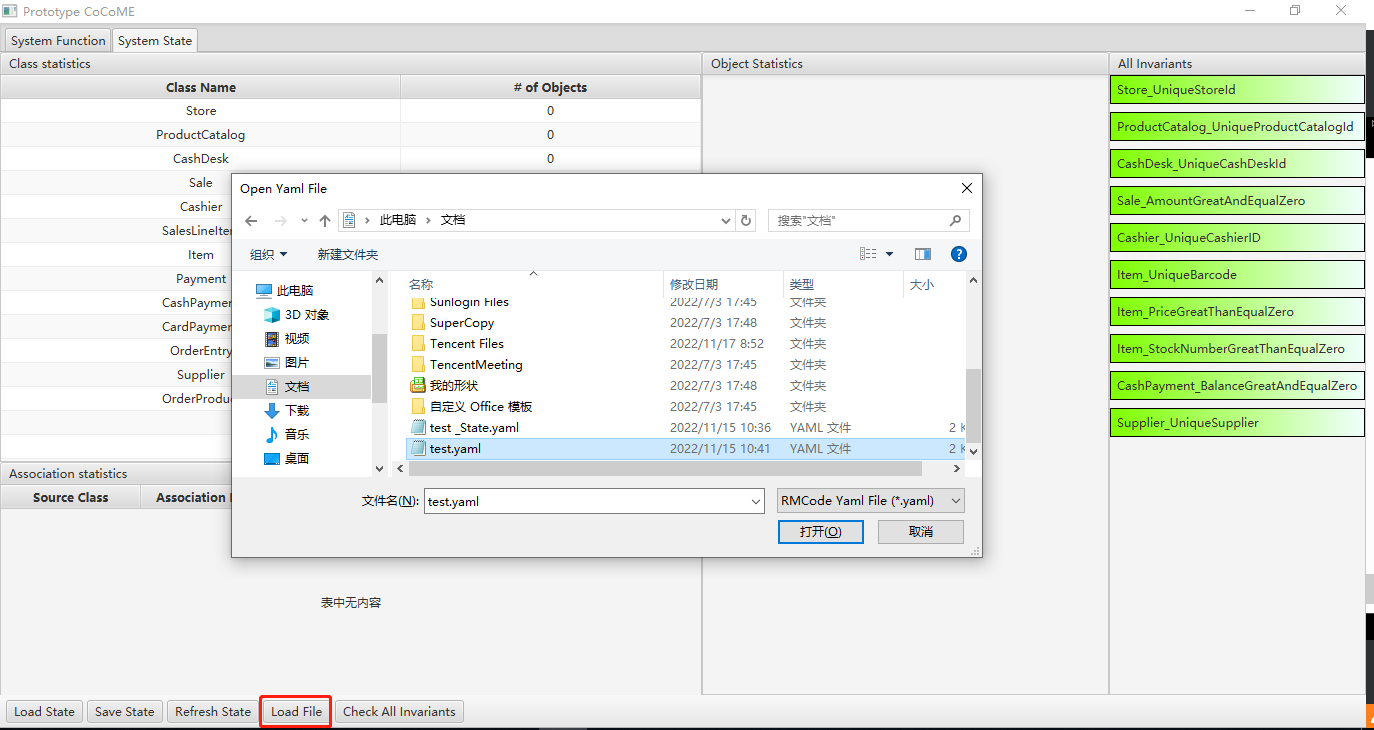 Prototype CoCoME
System Function
System State
Class statistics
Object Statistics
All Invariants
Class Name
# of Objects
Store
0
ProductCatalog
0
CashDesk
0
Sale
Cashier
SalesLineIte
Item
Payment
CashPaymen
CardPaymen
OrderEntry
Supplier
OrderProduc
Store_UniqueStoreId
ProductCatalog_UniqueProductCatalogId
CashDesk_UniqueCashDeskId
Sale_AmountGreatAndEqualZero
Cashier_UniqueCashierID
Item_UniqueBarcode
Item_PriceGreatThanEqualZero
Item_StockNumberGreatThanEqualZero
CashPayment_BalanceGreatAndEqualZero
Supplier_UniqueSupplier
Open Yaml File
此电脑 › 文档
搜索"文档"
组织
新建文件夹
此电脑
3D 对象
视频
图片
文档
下载
音乐
桌面
名称 修改日期 类型 大小
Sunlogin Files 2022/7/3 17:45 文件夹
SuperCopy 2022/7/3 17:48 文件夹
Tencent Files 2022/11/17 8:52 文件夹
TencentMeeting 2022/7/3 17:45 文件夹
我的形状 2022/7/3 17:48 文件夹
自定义 Office 模板 2022/7/3 17:45 文件夹
test _State.yaml 2022/11/15 10:36 YAML 文件 2 K
test.yaml 2022/11/15 10:41 YAML 文件 2 K
文件名(N): test.yaml
RMCode Yaml File (*.yaml)
打开(O)
取消
Association statistics
Source Class
Association
表中无内容
Load State
Save State
Refresh State
Load File
Check All Invariants